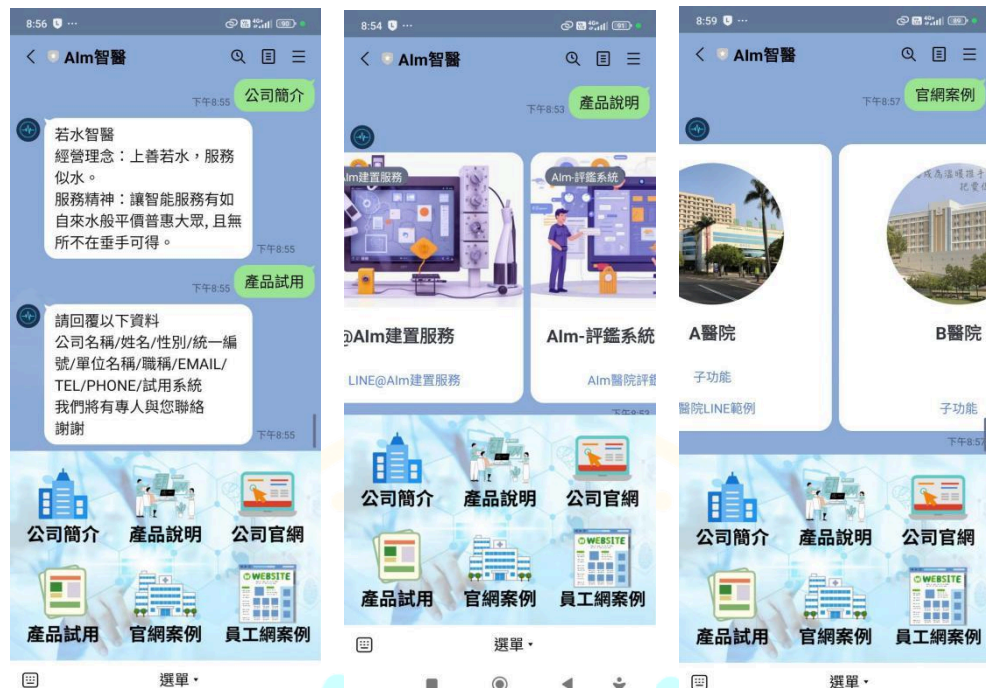 8:56
90
AIm智醫
下午8:55
公司簡介
若水智醫
經營理念：上善若水，服務
似水。
服務精神：讓智能服務有如
自來水般平價普惠大眾, 且無
所不在垂手可得。
下午8:55
下午8:55
產品試用
請回覆以下資料
公司名稱/姓名/性別/統一編
號/單位名稱/職稱/EMAIL/
TEL/PHONE/試用系統
我們將有專人與您聯絡
謝謝
下午8:55
公司簡介
產品說明
公司官網
WEBSITE
產品試用
官網案例
員工網案例
選單
8:54
91
AIm智醫
下午8:53
產品說明
AIm建置服務
AIm-評鑑系統
@AIm建置服務
AIm-評鑑系統
LINE@AIm建置服務
AIm醫院評鑑
下午8:53
公司簡介
產品說明
公司官網
WEBSITE
產品試用
官網案例
員工網案例
選單
8:59
89
AIm智醫
下午8:57
官網案例
A醫院
B醫院
子功能
子功能
醫院LINE範例
下午8:57
公司簡介
產品說明
公司官網
WEBSITE
產品試用
官網案例
員工網案例
選單